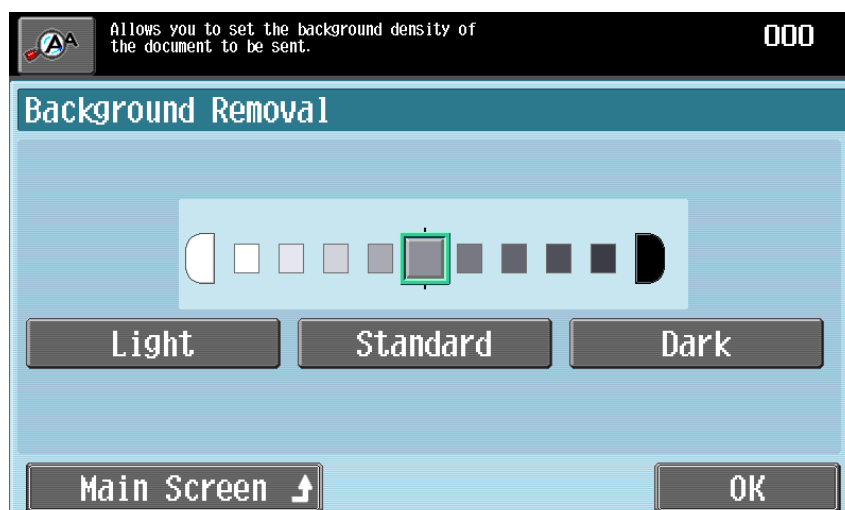 AA
Allows you to set the background density of
the document to be sent.
000
Background Removal
Light Standard Dark
Main Screen OK